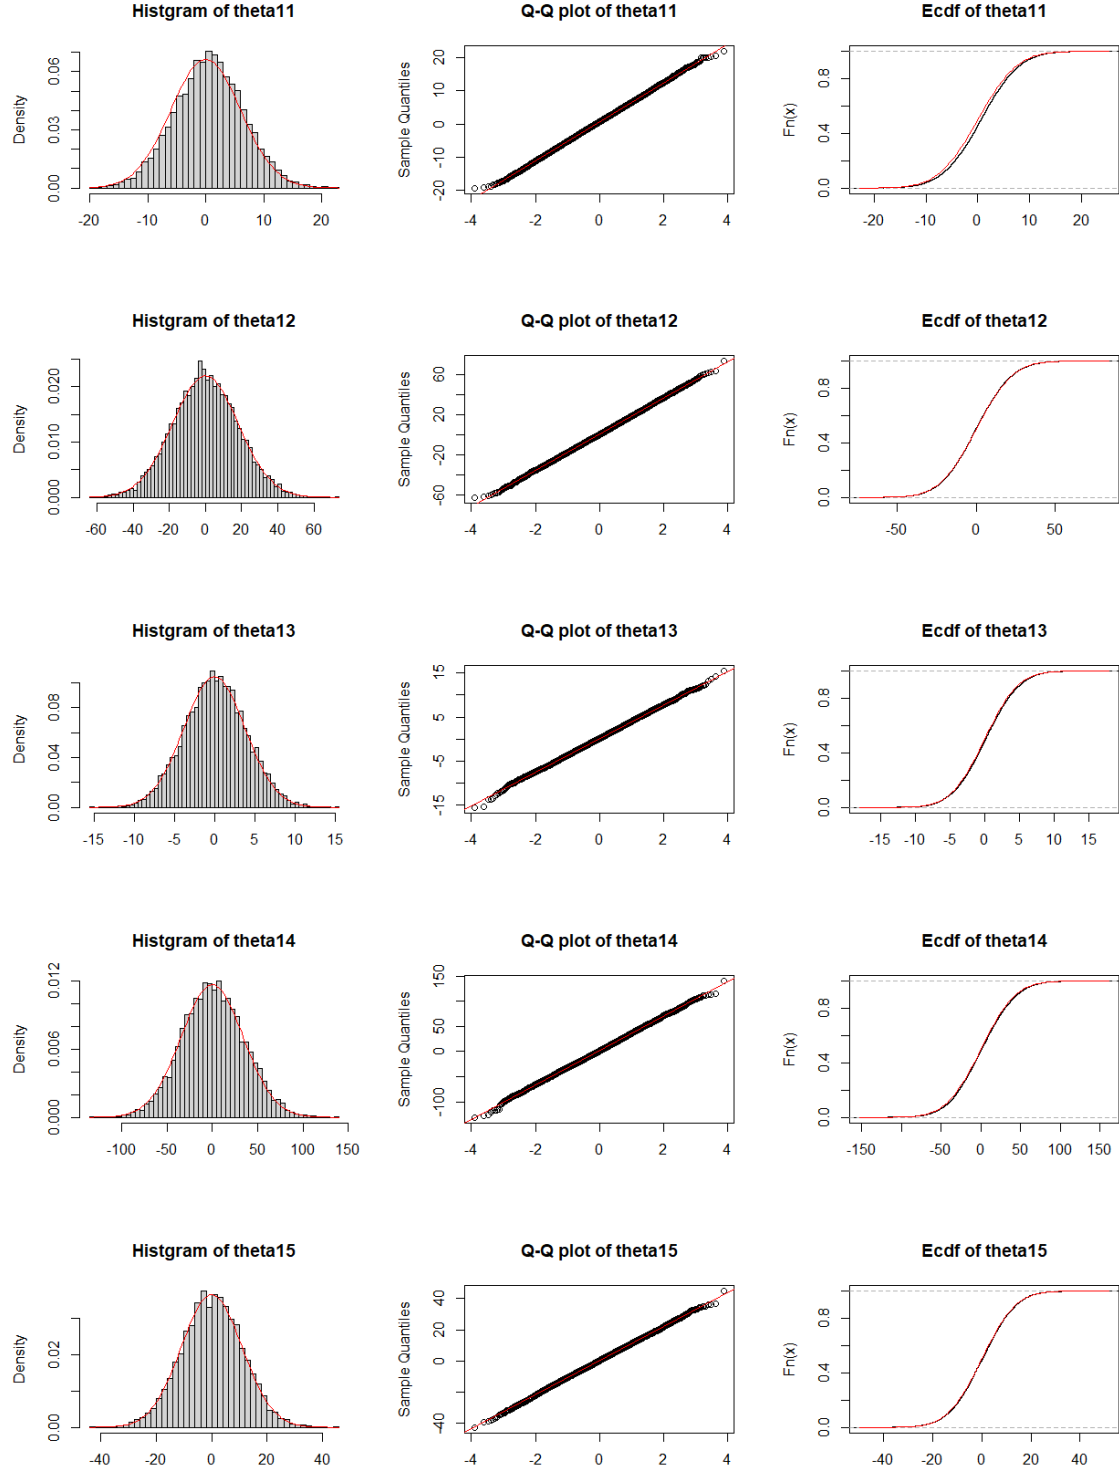 Histgram of theta11
Q-Q plot of theta11
Ecdf of theta11
Density
0.00 0.03 0.06
-20 -10 0 10 20
Sample Quantiles
-20 -10 0 10 20
-4 -2 0 2 4
Fn(x)
0.0 0.4 0.8
-20 -10 0 10 20
Histgram of theta12
Q-Q plot of theta12
Ecdf of theta12
Density
0.000 0.010 0.020
-60 -40 -20 0 20 40 60
Sample Quantiles
-60 -20 20 60
-4 -2 0 2 4
Fn(x)
0.0 0.4 0.8
-50 0 50
Histgram of theta13
Q-Q plot of theta13
Ecdf of theta13
Density
0.00 0.04 0.08
-15 -10 -5 0 5 10 15
Sample Quantiles
-15 -5 5 15
-4 -2 0 2 4
Fn(x)
0.0 0.4 0.8
-15 -10 -5 0 5 10 15
Histgram of theta14
Q-Q plot of theta14
Ecdf of theta14
Density
0.000 0.006 0.012
-100 -50 0 50 100 150
Sample Quantiles
-100 0 50 150
-4 -2 0 2 4
Fn(x)
0.0 0.4 0.8
-150 -50 0 50 100 150
Histgram of theta15
Q-Q plot of theta15
Ecdf of theta15
Density
0.00 0.02
-40 -20 0 20 40
Sample Quantiles
-40 0 20 40
-4 -2 0 2 4
Fn(x)
0.0 0.4 0.8
-40 -20 0 20 40